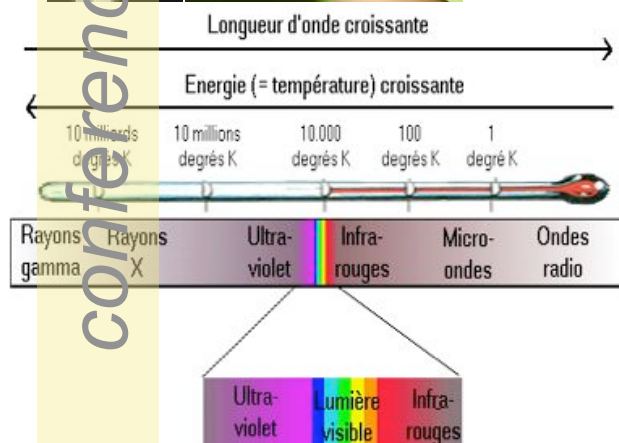 Longueur d'onde croissante
Energie (= température) croissante
10 milliards degrés K
10 millions degrés K
10.000 degrés K
100 degrés K
1 degré K
Rayons gamma
Rayons X
Ultra-
violet
Infra-
rouges
Micro-
ondes
Ondes
radio
Ultra-
violet
Lumière
visible
Infra-
rouges
conferenc